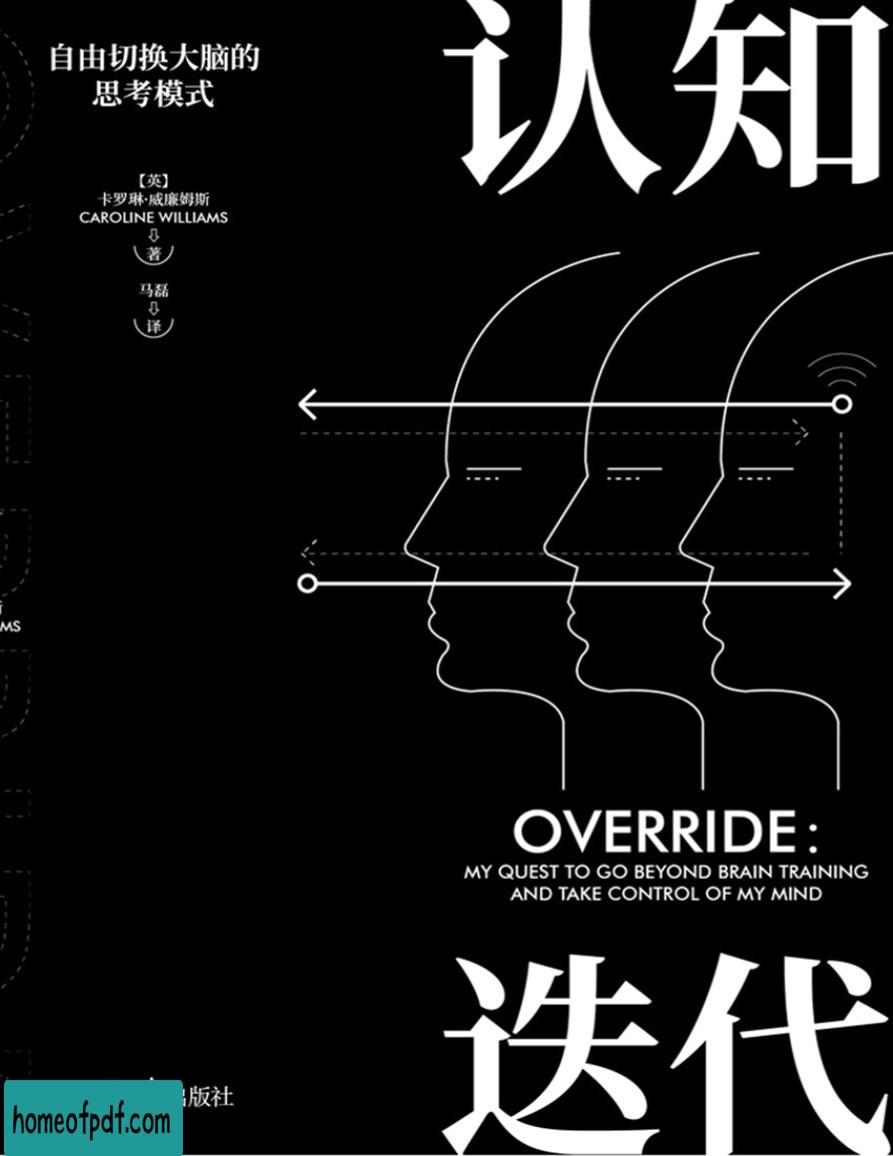 认知
自由切换大脑的
思考模式
【英】
卡罗琳·威廉姆斯
CAROLINE WILLIAMS
著
马磊
译
MS
OVERRIDE:
MY QUEST TO GO BEYOND BRAIN TRAINING
AND TAKE CONTROL OF MY MIND
迭代
出版社
homeofpdf.com